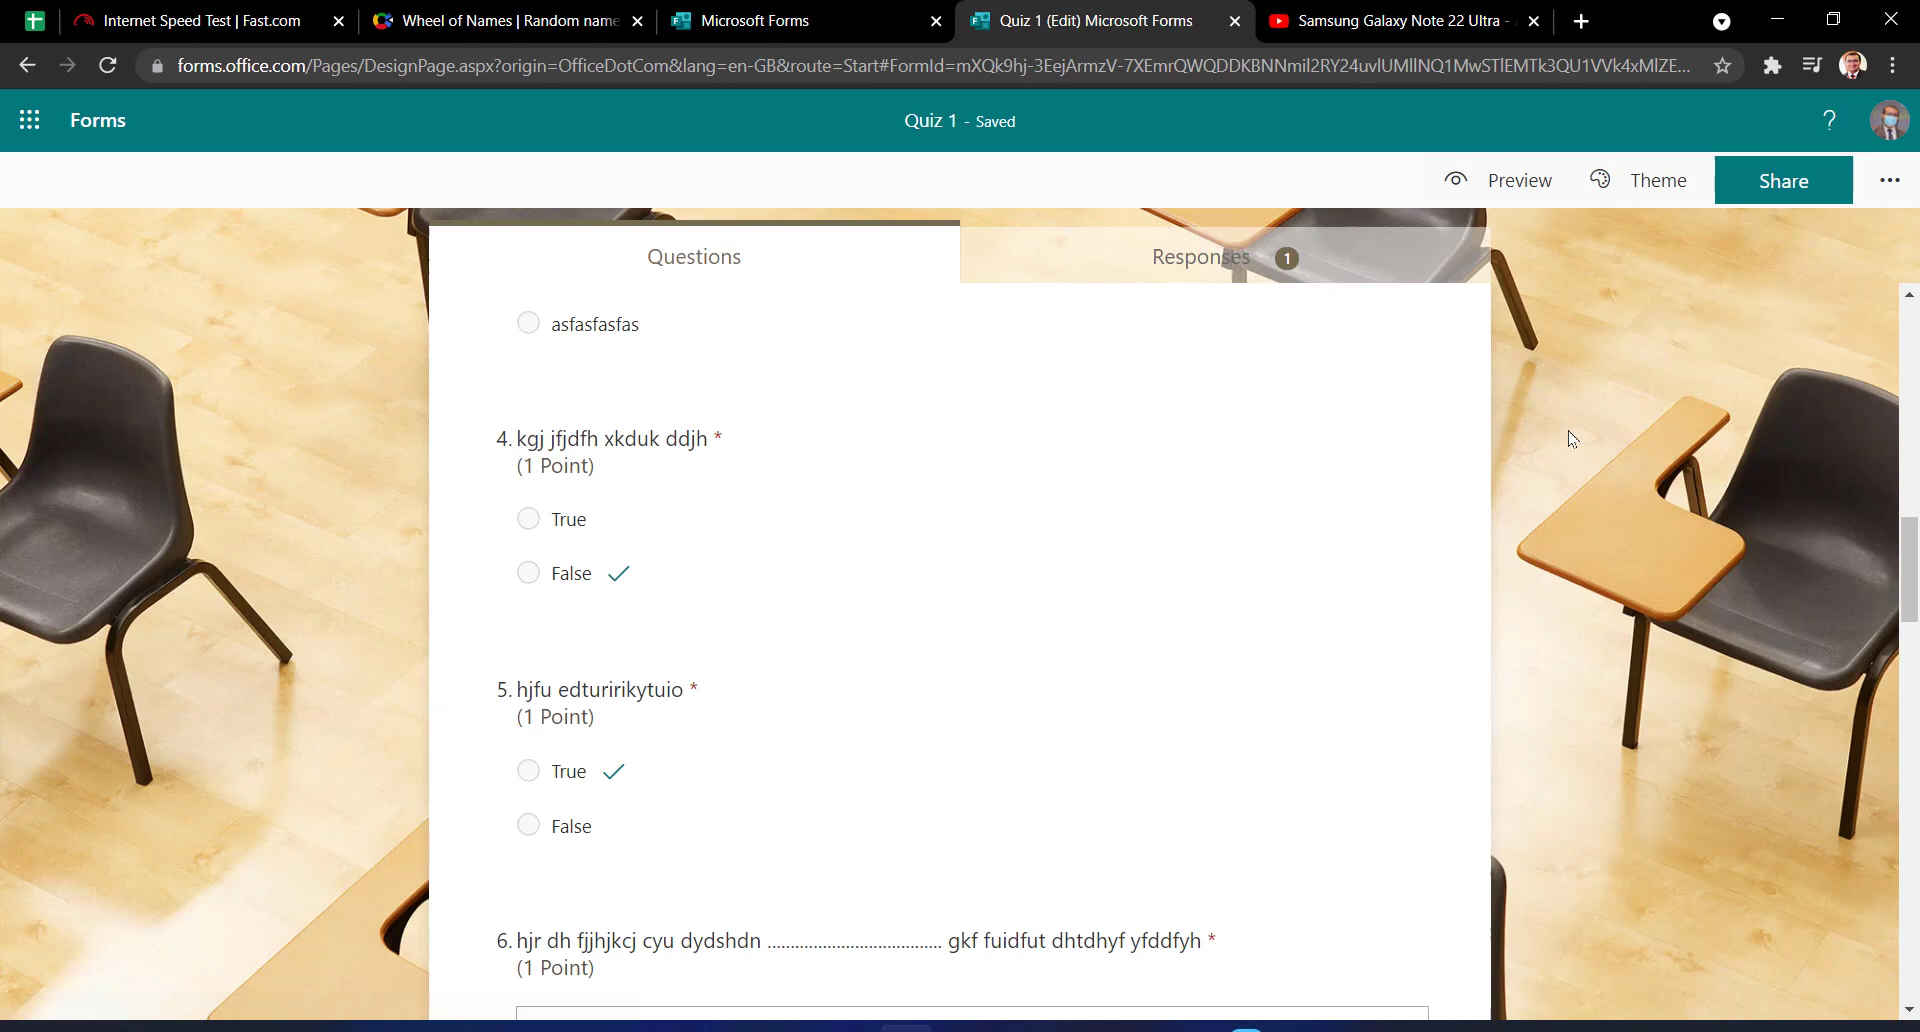 Internet Speed Test | Fast.com
Wheel of Names | Random name
Microsoft Forms
Quiz 1 (Edit) Microsoft Forms
Samsung Galaxy Note 22 Ultra -
forms.office.com/Pages/DesignPage.aspx?origin=OfficeDotCom&lang=en-GB&route=Start#FormId=mXQk9hj-3EejArmzV-7XEmrQWQDDKBNNmil2RY24uvlUMllNQ1MwSTlEMTk3QU1VVk4xMlZE...
Forms
Quiz 1 - Saved
?
Preview
Theme
Share
Questions
Responses 1
asfasfasfas
4. kgj jfjdfh xkduk ddjh *
(1 Point)
True
False
5. hjfu edturirikytuio *
(1 Point)
True
False
6. hjr dh fjjhjkcj cyu dydshdn ...................................... gkf fuidfut dhtdhyf yfddfyh *
(1 Point)